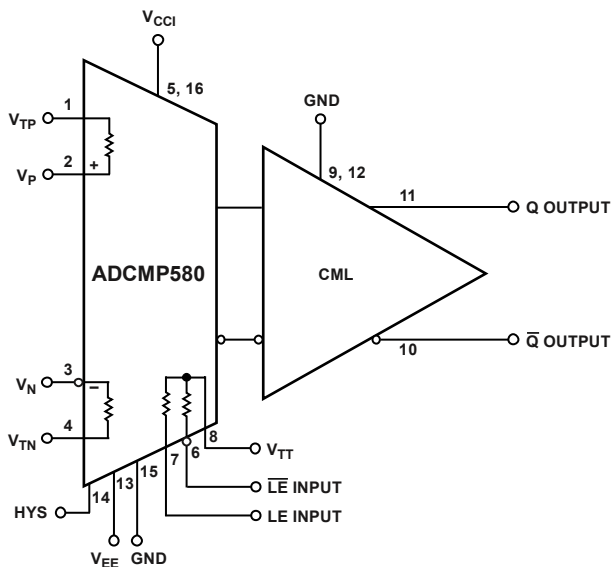 VCCI
5, 16
1
VTP
2
VP
+
GND
9, 12
11
Q OUTPUT
ADCMP580
CML
10
Q̅ OUTPUT
3
VN
−
4
VTN
8
VTT
6
7
L̅E̅ INPUT
15
13
14
LE INPUT
HYS
VEE
GND